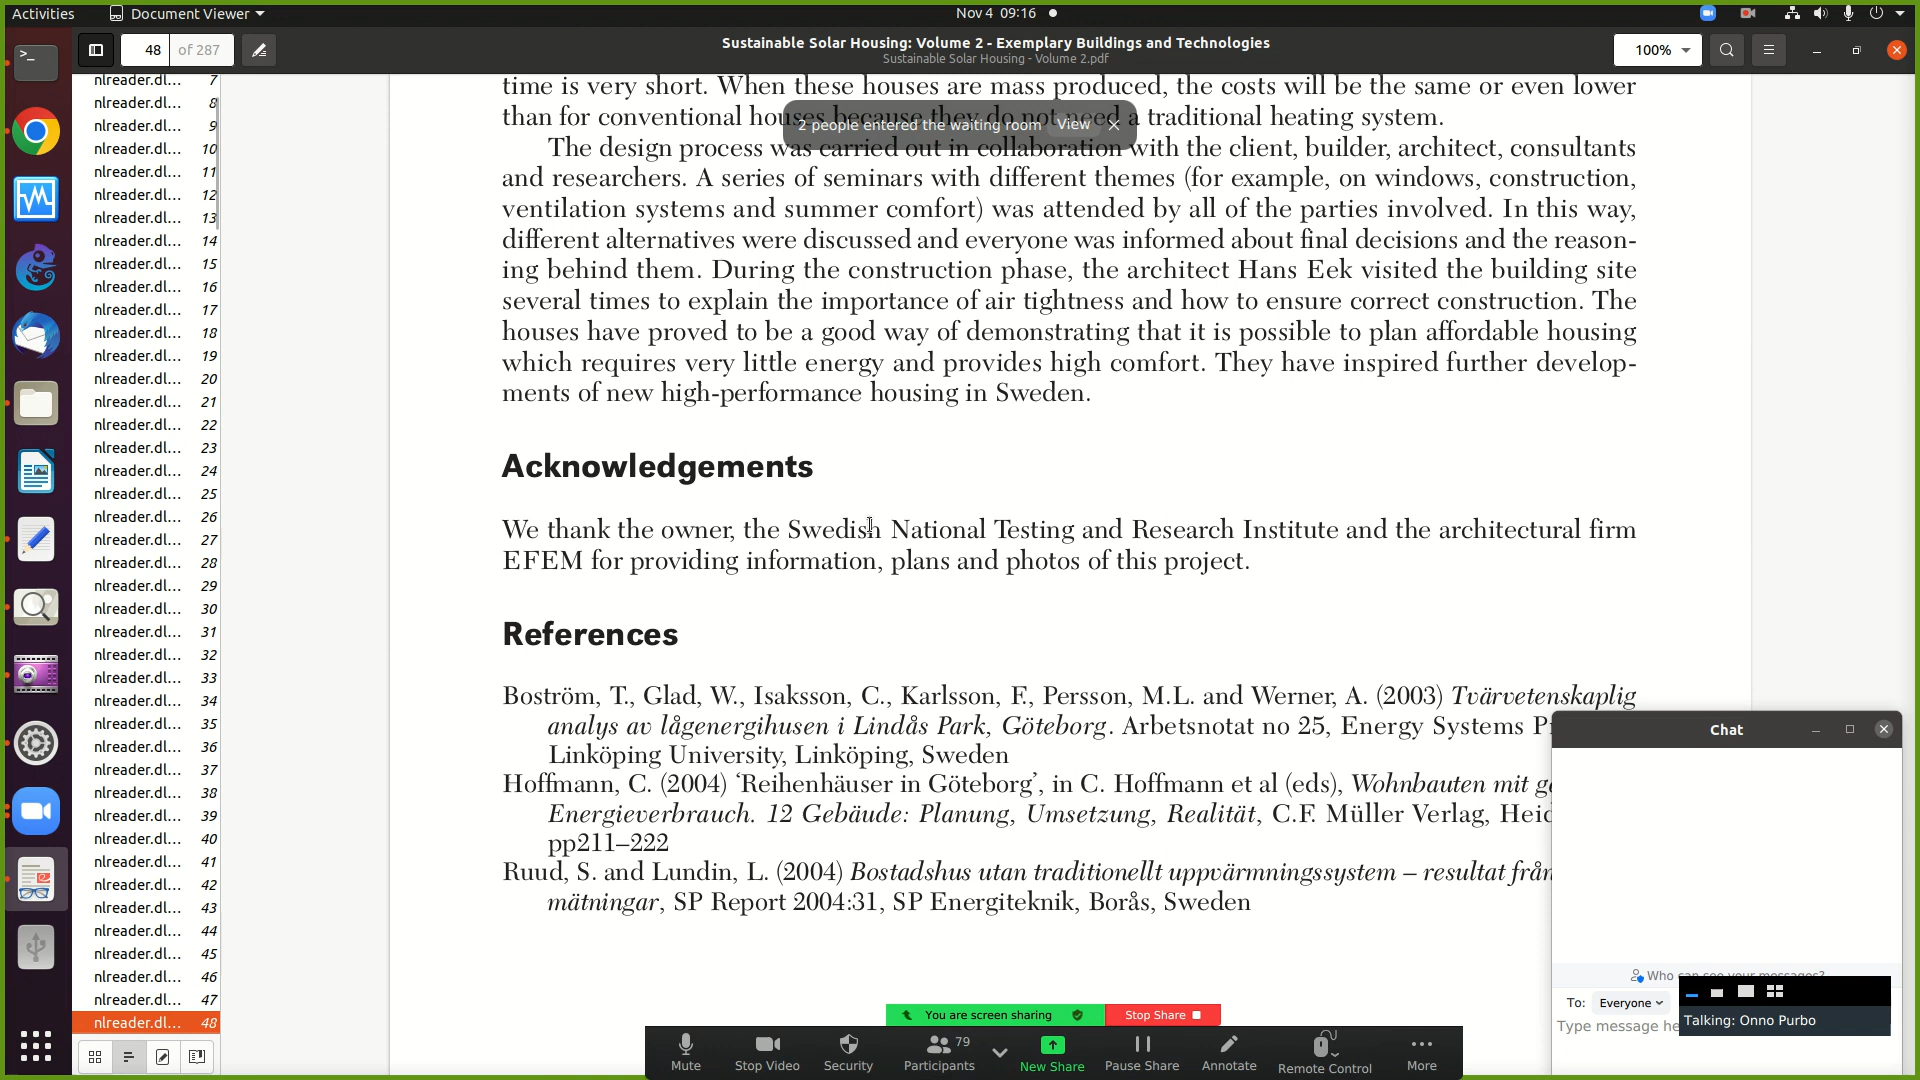 Activities
Document Viewer
Nov 4 09:16
48 of 287
Sustainable Solar Housing: Volume 2 - Exemplary Buildings and Technologies
Sustainable Solar Housing - Volume 2.pdf
100%
nlreader.dl... 7
nlreader.dl... 8
nlreader.dl... 9
nlreader.dl... 10
nlreader.dl... 11
nlreader.dl... 12
nlreader.dl... 13
nlreader.dl... 14
nlreader.dl... 15
nlreader.dl... 16
nlreader.dl... 17
nlreader.dl... 18
nlreader.dl... 19
nlreader.dl... 20
nlreader.dl... 21
nlreader.dl... 22
nlreader.dl... 23
nlreader.dl... 24
nlreader.dl... 25
nlreader.dl... 26
nlreader.dl... 27
nlreader.dl... 28
nlreader.dl... 29
nlreader.dl... 30
nlreader.dl... 31
nlreader.dl... 32
nlreader.dl... 33
nlreader.dl... 34
nlreader.dl... 35
nlreader.dl... 36
nlreader.dl... 37
nlreader.dl... 38
nlreader.dl... 39
nlreader.dl... 40
nlreader.dl... 41
nlreader.dl... 42
nlreader.dl... 43
nlreader.dl... 44
nlreader.dl... 45
nlreader.dl... 46
nlreader.dl... 47
nlreader.dl... 48
time is very short. When these houses are mass produced, the costs will be the same or even lower
than for conventional houses because they do not need a traditional heating system.
2 people entered the waiting room View
The design process was carried out in collaboration with the client, builder, architect, consultants
and researchers. A series of seminars with different themes (for example, on windows, construction,
ventilation systems and summer comfort) was attended by all of the parties involved. In this way,
different alternatives were discussed and everyone was informed about final decisions and the reason-
ing behind them. During the construction phase, the architect Hans Eek visited the building site
several times to explain the importance of air tightness and how to ensure correct construction. The
houses have proved to be a good way of demonstrating that it is possible to plan affordable housing
which requires very little energy and provides high comfort. They have inspired further develop-
ments of new high-performance housing in Sweden.
Acknowledgements
We thank the owner, the Swedish National Testing and Research Institute and the architectural firm
EFEM for providing information, plans and photos of this project.
References
Boström, T., Glad, W., Isaksson, C., Karlsson, F., Persson, M.L. and Werner, A. (2003) Tvärvetenskaplig
analys av lågenergihusen i Lindås Park, Göteborg. Arbetsnotat no 25, Energy Systems
Linköping University, Linköping, Sweden
Hoffmann, C. (2004) ‘Reihenhäuser in Göteborg’, in C. Hoffmann et al (eds), Wohnbauten mit
Energieverbrauch. 12 Gebäude: Planung, Umsetzung, Realität, C.F. Müller Verlag,
pp211–222
Ruud, S. and Lundin, L. (2004) Bostadshus utan traditionellt uppvärmningssystem – resultat från
mätningar, SP Report 2004:31, SP Energiteknik, Borås, Sweden
Chat
Who can see your messages?
To: Everyone
Type message
Talking: Onno Purbo
You are screen sharing
Stop Share
79
Mute
Stop Video
Security
Participants
New Share
Pause Share
Annotate
Remote Control
More